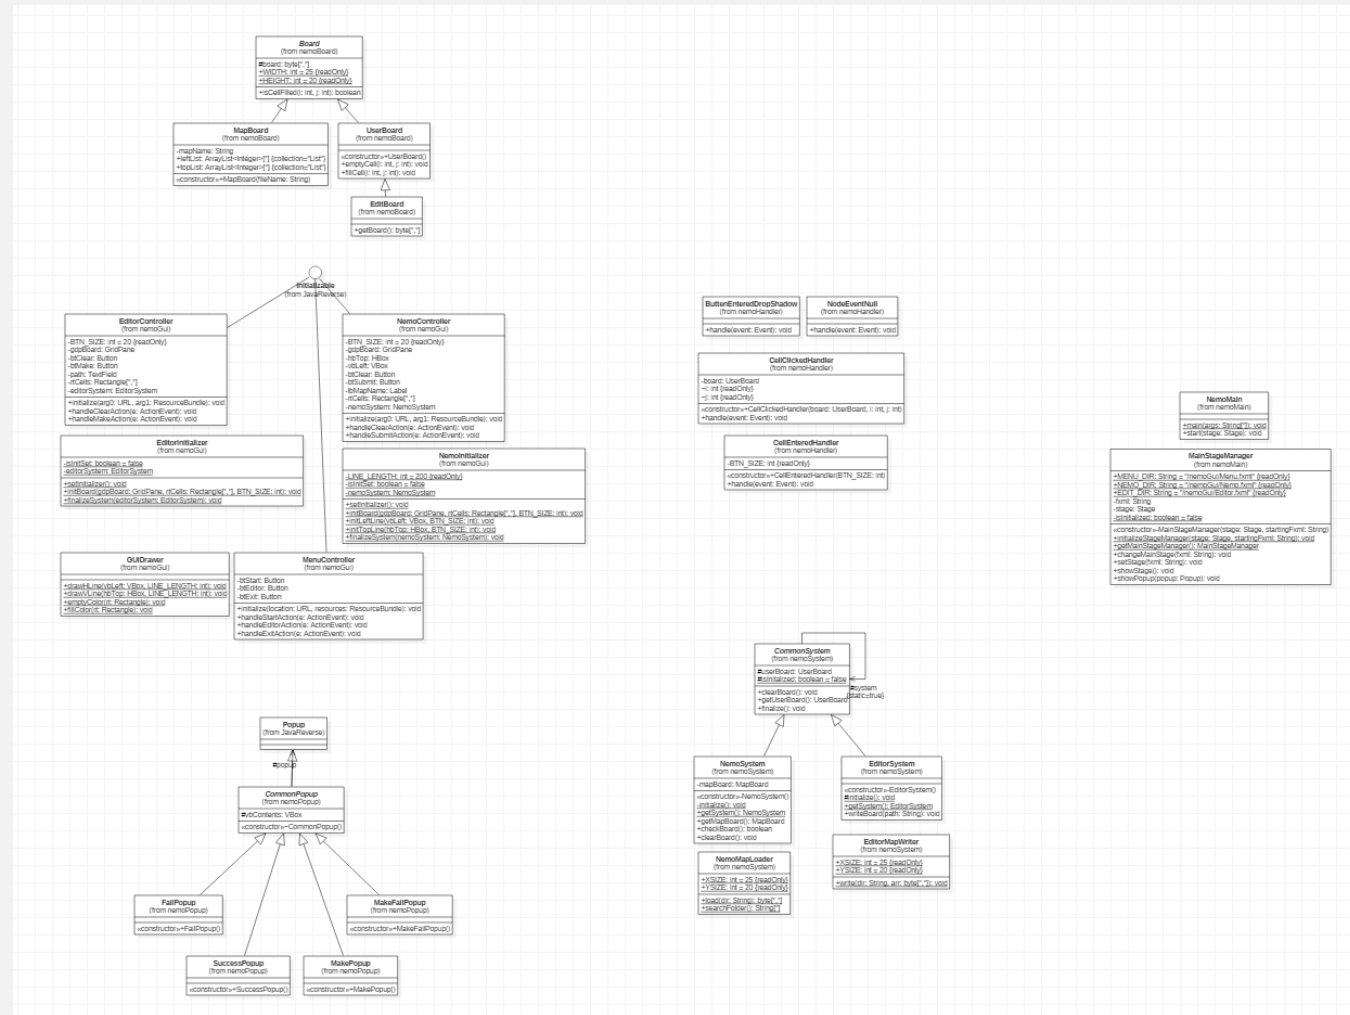 Board
(from nemoBoard)
#board: byte[","]
+WIDTH: int = 25 {readOnly}
+HEIGHT: int = 20 {readOnly}
+isCellFilled(i: int, j: int): boolean
MapBoard
(from nemoBoard)
-mapName: String
+leftList: ArrayList<Integer>["] {collection="List"}
+topList: ArrayList<Integer>["] {collection="List"}
«constructor»+MapBoard(fileName: String)
UserBoard
(from nemoBoard)
«constructor»+UserBoard()
+emptyCell(i: int, j: int): void
+fillCell(i: int, j: int): void
EditBoard
(from nemoBoard)
+getBoard(): byte[","]
Initializable
(from JavaReverse)
EditorController
(from nemoGui)
-BTN_SIZE: int = 20 {readOnly}
-gdpBoard: GridPane
-btClear: Button
-btMake: Button
-path: TextField
-rtCells: Rectangle[","]
-editorSystem: EditorSystem
+initialize(arg0: URL, arg1: ResourceBundle): void
+handleClearAction(e: ActionEvent): void
+handleMakeAction(e: ActionEvent): void
NemoController
(from nemoGui)
-BTN_SIZE: int = 20 {readOnly}
-gdpBoard: GridPane
-hbTop: HBox
-vbLeft: VBox
-btClear: Button
-btSubmit: Button
-lbMapName: Label
-rtCells: Rectangle[","]
-nemoSystem: NemoSystem
+initialize(arg0: URL, arg1: ResourceBundle): void
+handleClearAction(e: ActionEvent): void
+handleSubmitAction(e: ActionEvent): void
EditorInitializer
(from nemoGui)
-isInitSet: boolean = false
-editorSystem: EditorSystem
+setInitializer(): void
+initBoard(gdpBoard: GridPane, rtCells: Rectangle[","], BTN_SIZE: int): void
+finalizeSystem(editorSystem: EditorSystem): void
NemoInitializer
(from nemoGui)
-LINE_LENGTH: int = 200 {readOnly}
-isInitSet: boolean = false
-nemoSystem: NemoSystem
+setInitializer(): void
+initBoard(gdpBoard: GridPane, rtCells: Rectangle[","], BTN_SIZE: int): void
+initLeftLine(vbLeft: VBox, BTN_SIZE: int): void
+initTopLine(hbTop: HBox, BTN_SIZE: int): void
+finalizeSystem(nemoSystem: NemoSystem): void
GUIDrawer
(from nemoGui)
+drawHLine(vbLeft: VBox, LINE_LENGTH: int): void
+drawVLine(hbTop: HBox, LINE_LENGTH: int): void
+emptyColor(rt: Rectangle): void
+fillColor(rt: Rectangle): void
MenuController
(from nemoGui)
-btStart: Button
-btEditor: Button
-btExit: Button
+initialize(location: URL, resources: ResourceBundle): void
+handleStartAction(e: ActionEvent): void
+handleEditorAction(e: ActionEvent): void
+handleExitAction(e: ActionEvent): void
ButtenEnteredDropShadow
(from nemoHandler)
+handle(event: Event): void
NodeEventNull
(from nemoHandler)
+handle(event: Event): void
CellClickedHandler
(from nemoHandler)
-board: UserBoard
~i: int {readOnly}
~j: int {readOnly}
«constructor»+CellClickedHandler(board: UserBoard, i: int, j: int)
+handle(event: Event): void
CellEnteredHandler
(from nemoHandler)
-BTN_SIZE: int {readOnly}
«constructor»+CellEnteredHandler(BTN_SIZE: int)
+handle(event: Event): void
NemoMain
(from nemoMain)
+main(args: String["]): void
+start(stage: Stage): void
MainStageManager
(from nemoMain)
+MENU_DIR: String = "/nemoGui/Menu.fxml" {readOnly}
+NEMO_DIR: String = "/nemoGui/Nemo.fxml" {readOnly}
+EDIT_DIR: String = "/nemoGui/Editor.fxml" {readOnly}
-fxml: String
-stage: Stage
-isInitialized: boolean = false
«constructor»-MainStageManager(stage: Stage, startingFxml: String)
+initializeStageManager(stage: Stage, startingFxml: String): void
+getMainStageManager(): MainStageManager
+changeMainStage(fxml: String): void
+setStage(fxml: String): void
+showStage(): void
+showPopup(popup: Popup): void
CommonSystem
(from nemoSystem)
#userBoard: UserBoard
#isInitialized: boolean = false
+clearBoard(): void
+getUserBoard(): UserBoard
+finalize(): void
#system
{static=true}
NemoSystem
(from nemoSystem)
-mapBoard: MapBoard
«constructor»-NemoSystem()
-initialize(): void
+getSystem(): NemoSystem
+getMapBoard(): MapBoard
+checkBoard(): boolean
+clearBoard(): void
EditorSystem
(from nemoSystem)
«constructor»-EditorSystem()
#initialize(): void
+getSystem(): EditorSystem
+writeBoard(path: String): void
NemoMapLoader
(from nemoSystem)
+XSIZE: int = 25 {readOnly}
+YSIZE: int = 20 {readOnly}
+load(dir: String): byte[","]
+searchFolder(): String["]
EditorMapWriter
(from nemoSystem)
+XSIZE: int = 25 {readOnly}
+YSIZE: int = 20 {readOnly}
+write(dir: String, arr: byte[","]): void
Popup
(from JavaReverse)
#popup
CommonPopup
(from nemoPopup)
#vbContents: VBox
«constructor»~CommonPopup()
FailPopup
(from nemoPopup)
«constructor»+FailPopup()
MakeFailPopup
(from nemoPopup)
«constructor»+MakeFailPopup()
SuccessPopup
(from nemoPopup)
«constructor»+SuccessPopup()
MakePopup
(from nemoPopup)
«constructor»+MakePopup()